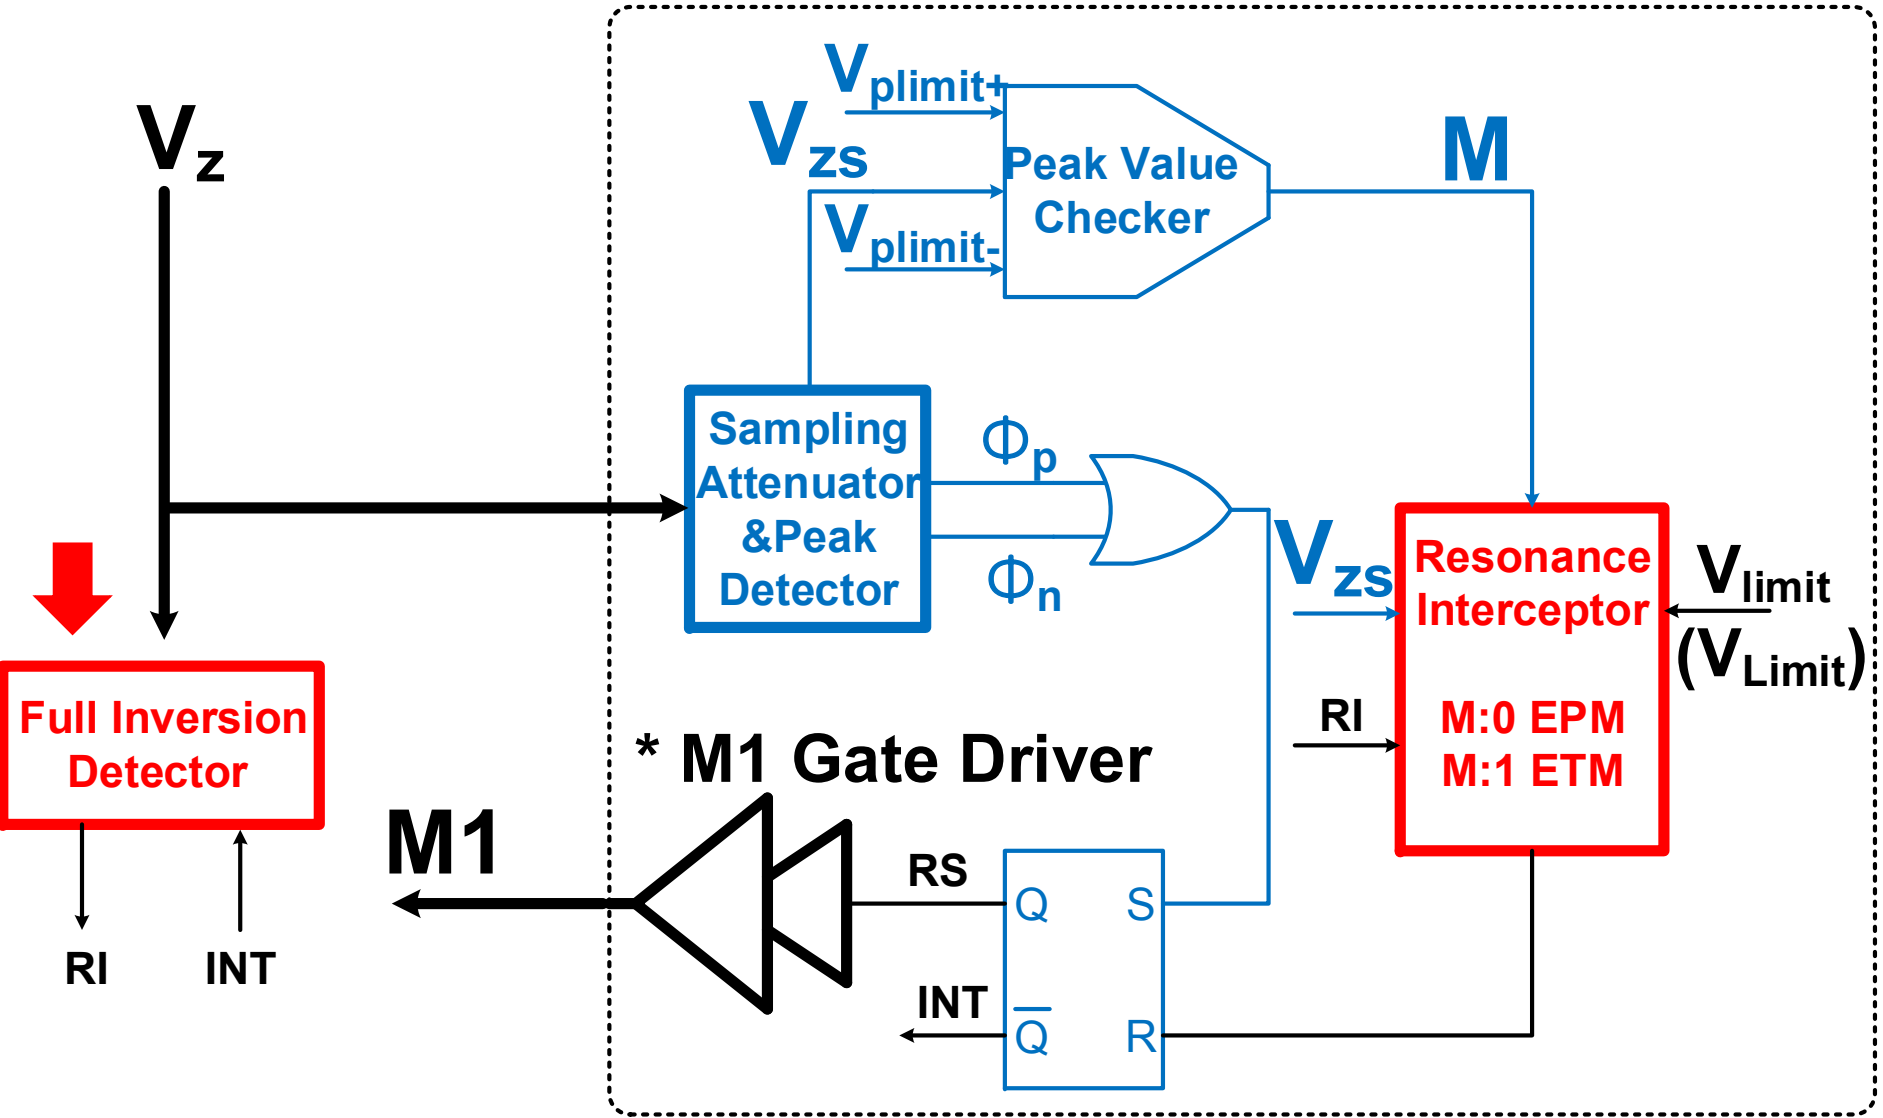 Vplimit+
Vz
Vzs
Peak Value
Checker
M
Vplimit-
Sampling
Attenuator
&Peak
Detector
Φp
Φn
Vzs
Resonance
Interceptor
Vlimit
(VLimit)
RI
M:0 EPM
M:1 ETM
Full Inversion
Detector
* M1 Gate Driver
M1
RS
Q
S
RI
INT
INT
Q̅
R